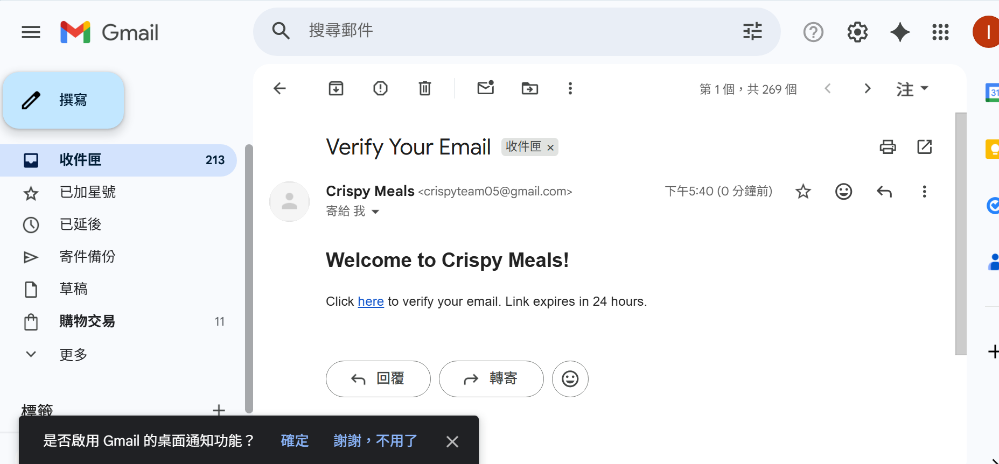 Gmail
搜尋郵件
I
撰寫
收件匣 213
已加星號
已延後
寄件備份
草稿
購物交易 11
更多
標籤
第 1 個，共 269 個
注
31
Verify Your Email 收件匣 ×
Crispy Meals <crispyteam05@gmail.com> 下午5:40 (0 分鐘前)
寄給 我
Welcome to Crispy Meals!
Click here to verify your email. Link expires in 24 hours.
回覆 轉寄
是否啟用 Gmail 的桌面通知功能？ 確定 謝謝，不用了